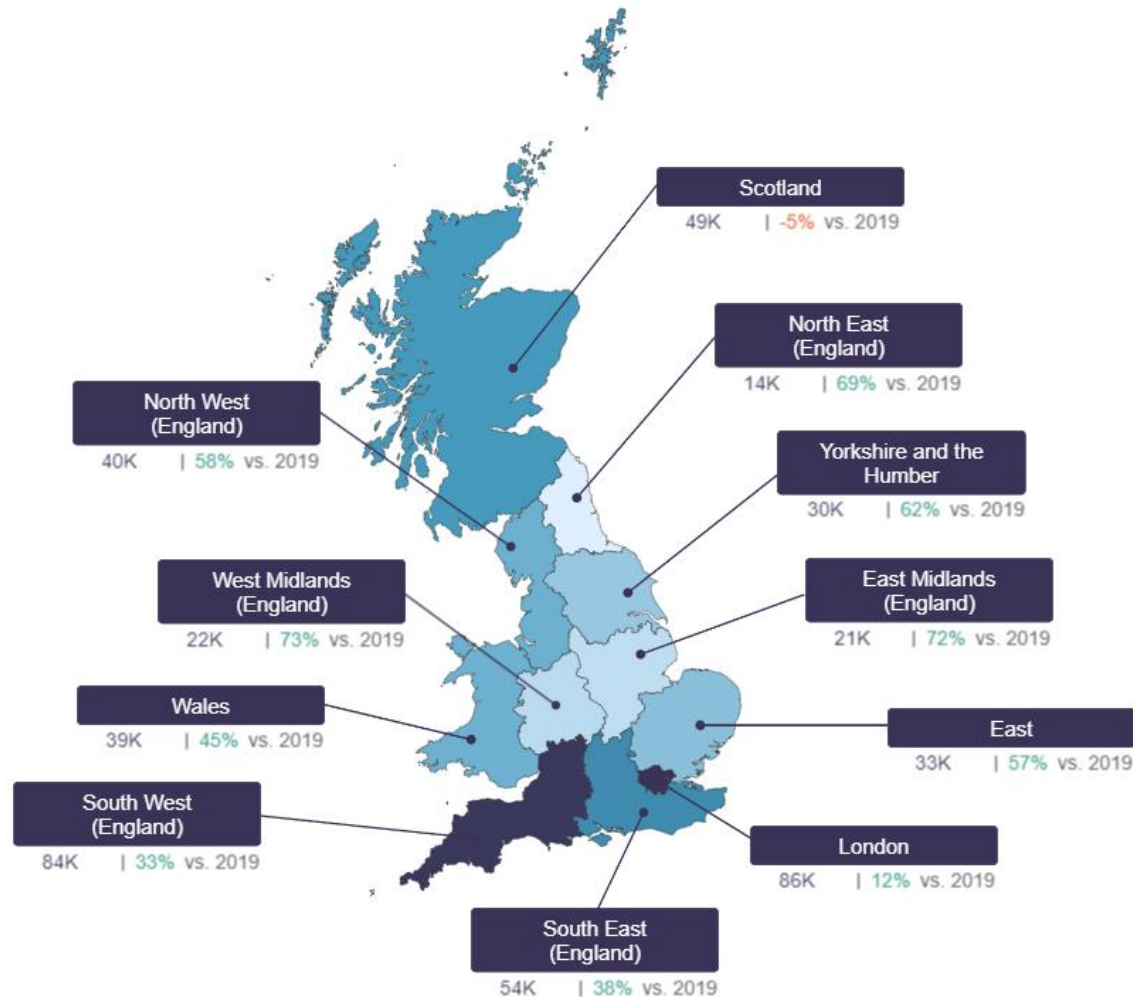 Scotland
49K | -5% vs. 2019
North East
(England)
14K | 69% vs. 2019
North West
(England)
40K | 58% vs. 2019
Yorkshire and the
Humber
30K | 62% vs. 2019
West Midlands
(England)
22K | 73% vs. 2019
East Midlands
(England)
21K | 72% vs. 2019
Wales
39K | 45% vs. 2019
East
33K | 57% vs. 2019
South West
(England)
84K | 33% vs. 2019
London
86K | 12% vs. 2019
South East
(England)
54K | 38% vs. 2019